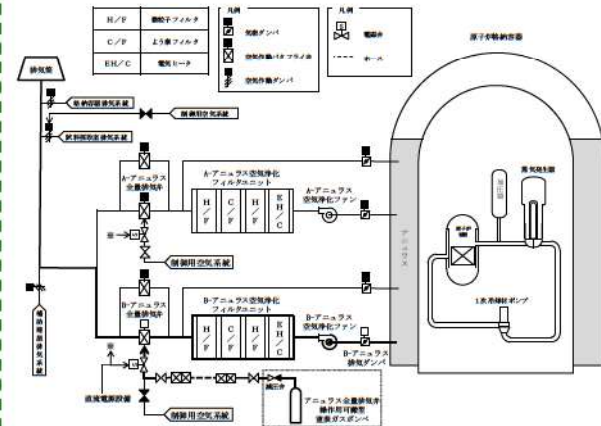 H/F 微粒子フィルタ
C/F よう素フィルタ
EH/C 電気ヒータ
凡例
気動ダンパ
空気作動バタフライ弁
空気作動ダンパ
凡例
電磁弁
ホース
原子炉格納容器
排気筒
格納容器排気系統
試料採取室排気系統
制御用空気系統
A-アニュラス
全量排気弁
A-アニュラス空気浄化
フィルタユニット
H/F
C/F
H/F
EH/C
A-アニュラス
空気浄化ファン
制御用空気系統
蒸気発生器
加圧器
原子炉
容器
アニュラス
1次冷却材ポンプ
B-アニュラス
全量排気弁
B-アニュラス空気浄化
フィルタユニット
H/F
C/F
H/F
EH/C
B-アニュラス
空気浄化ファン
B-アニュラス
排気ダンパ
補助建屋排気系統
直流電源設備
制御用空気系統
減圧弁
アニュラス全量排気弁
操作用可搬型
窒素ガスボンベ